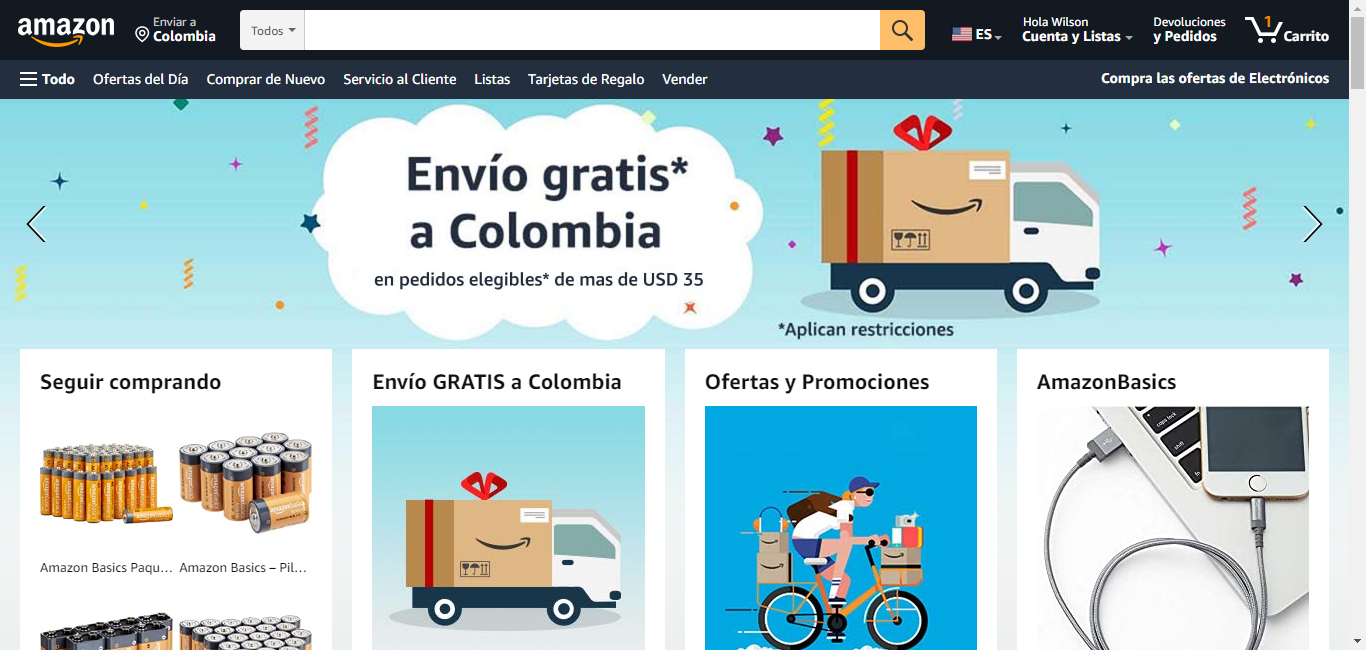 amazon
Enviar a
Colombia
Todos
ES
Hola Wilson
Cuenta y Listas
Devoluciones
y Pedidos
1
Carrito
Todo
Ofertas del Día
Comprar de Nuevo
Servicio al Cliente
Listas
Tarjetas de Regalo
Vender
Compra las ofertas de Electrónicos
Envío gratis*
a Colombia
en pedidos elegibles* de mas de USD 35
*Aplican restricciones
Seguir comprando
Envío GRATIS a Colombia
Ofertas y Promociones
AmazonBasics
caps lock
shift
Amazon Basics Paqu...
Amazon Basics – Pil...